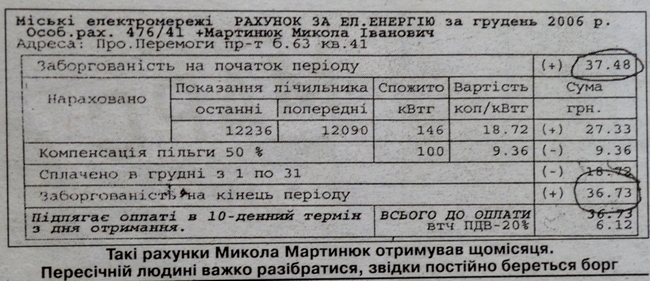 Міські електромережі РАХУНОК ЗА ЕЛ.ЕНЕРГІЮ за грудень 2006 р.
Особ.рах. 476/41 +Мартинюк Микола Іванович
Адреса: Про.Перемоги пр-т б.63 кв.41
Заборгованість на початок періоду (+) 37.48
Нараховано Показання лічильника Спожито Вартість Сума
останні попередні кВтг коп/кВтг грн.
12236 12090 146 18.72 (+) 27.33
Компенсація пільги 50 % 100 9.36 (-) 9.36
Сплачено в грудні з 1 по 31 (-) 18.72
Заборгованість на кінець періоду (+) 36.73
Підлягає оплаті в 10-денний термін ВСЬОГО ДО ОПЛАТИ 36.73
з дня отримання. втч ПДВ-20% 6.12
Такі рахунки Микола Мартинюк отримував щомісяця.
Пересічній людині важко разібратися, звідки постійно береться борг